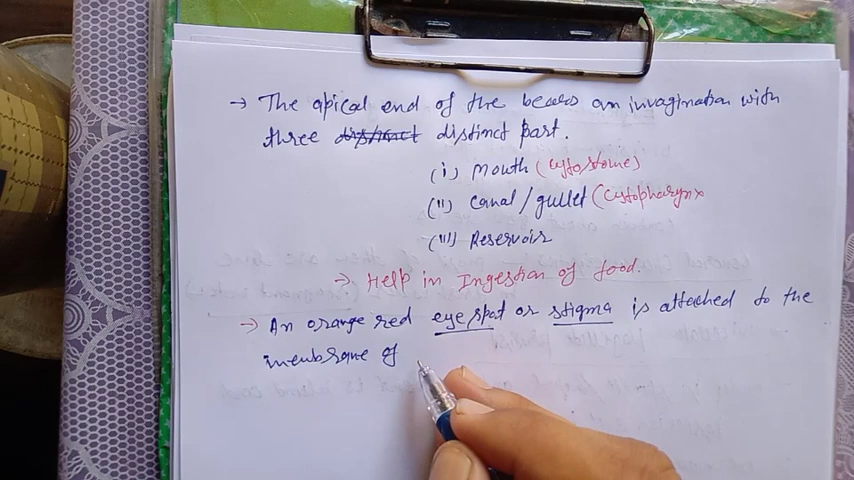 → The apical end of the bears an invagination with
three distinct distinct part.
(i) Mouth (cytostome)
(ii) Canal / gullet (Cytopharynx
(iii) Reservoir
→ Help in Ingestion of food.
→ An orange red eye spot or stigma is attached to the
membrane of